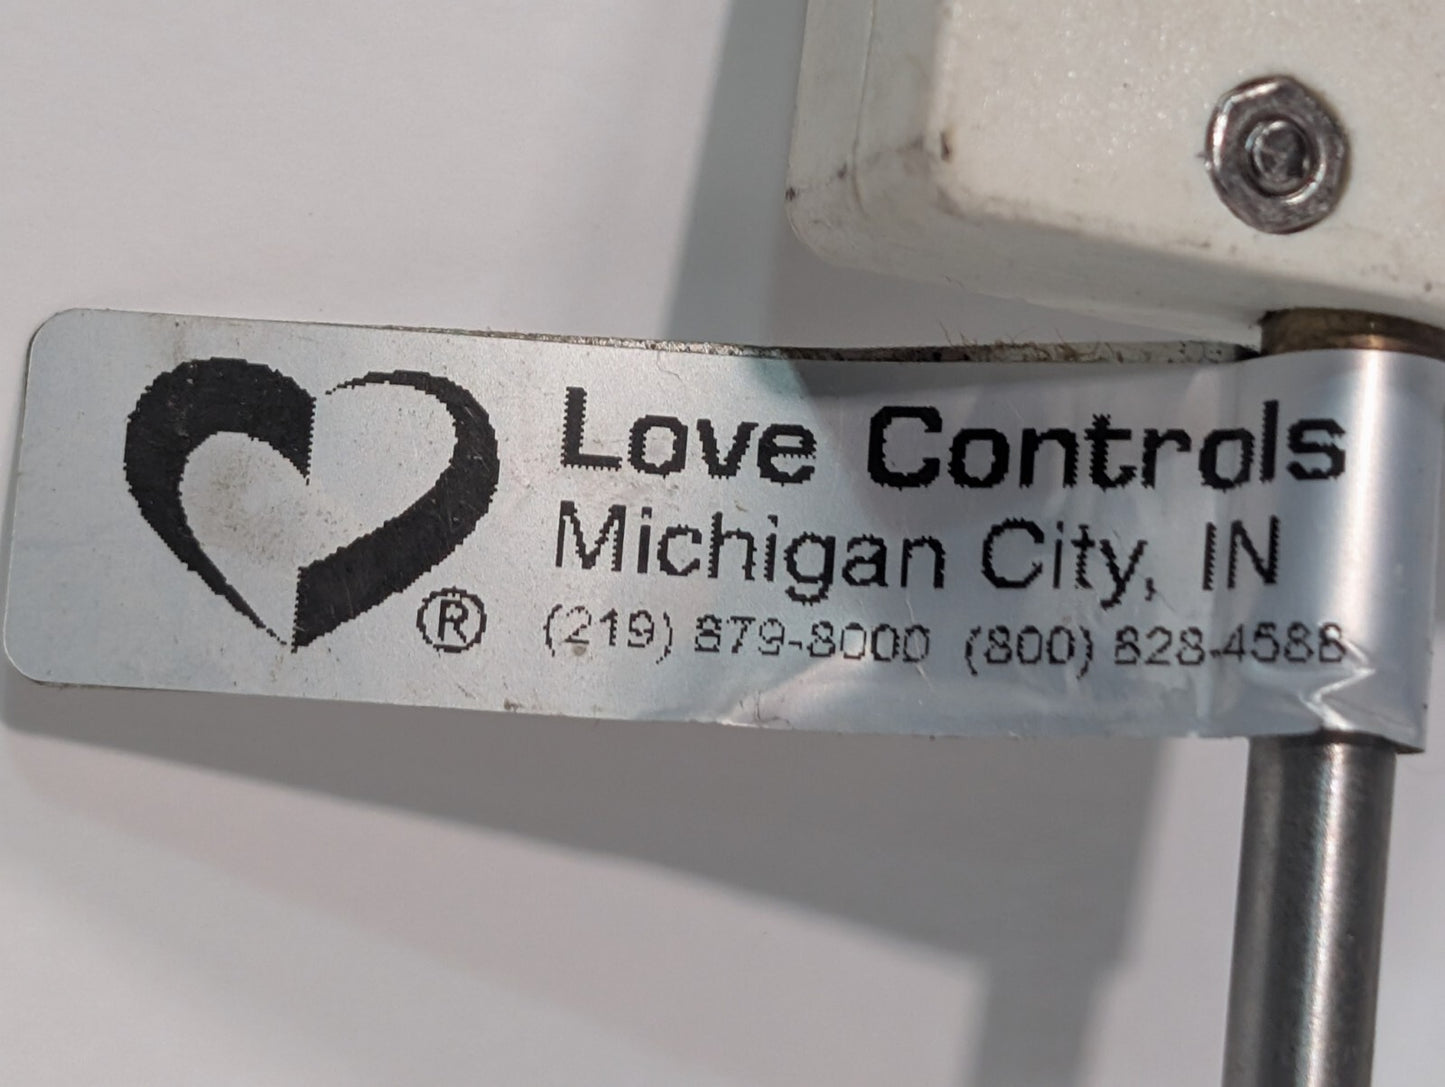 Love Controls
Michigan City, IN
(219) 879-8000 (800) 828-4588
®